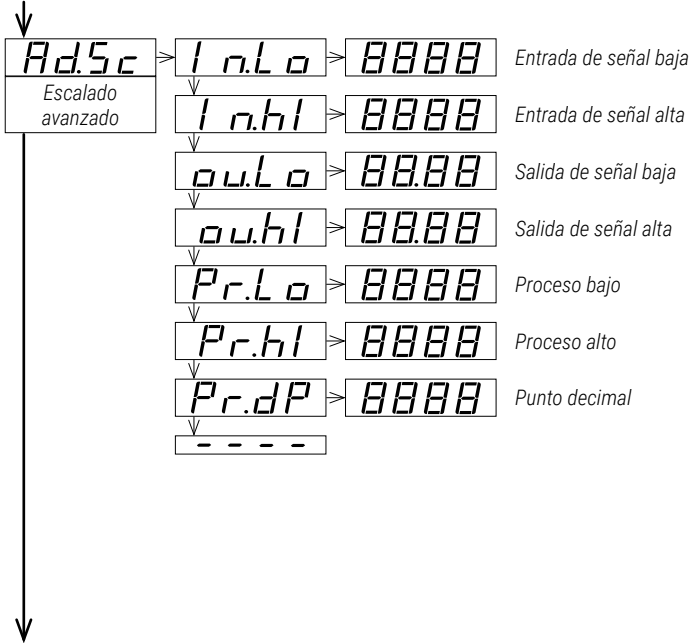 Ad.Sc
Escalado
avanzado
In.Lo 8888 Entrada de señal baja
In.hI 8888 Entrada de señal alta
ou.Lo 88.88 Salida de señal baja
ou.hI 88.88 Salida de señal alta
Pr.Lo 8888 Proceso bajo
Pr.hI 8888 Proceso alto
Pr.dP 8888 Punto decimal
- - - -